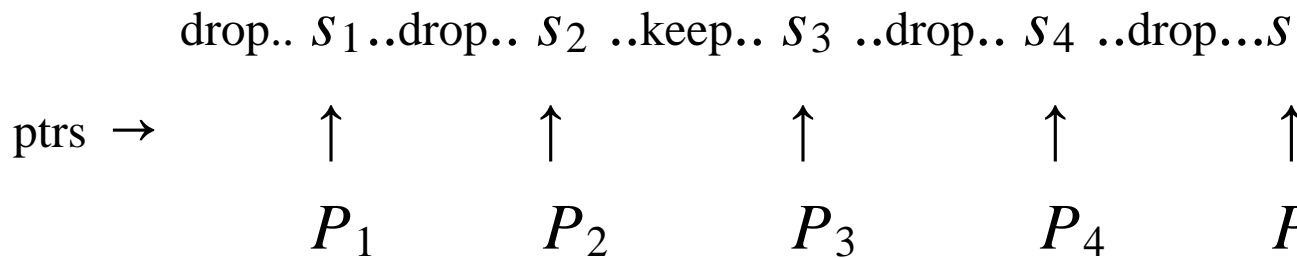 drop.. s1..drop.. s2 ..keep.. s3 ..drop.. s4 ..drop...s
ptrs → ↑ ↑ ↑ ↑ ↑
P1 P2 P3 P4